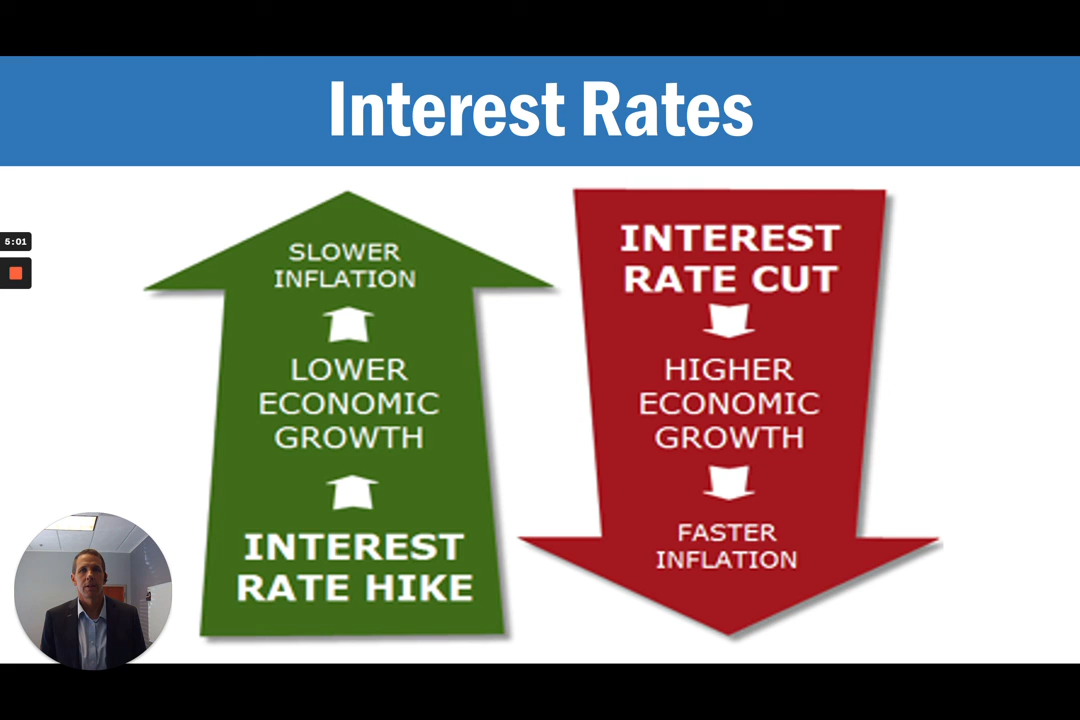 Interest Rates
5:01
SLOWER
INFLATION
LOWER
ECONOMIC
GROWTH
INTEREST
RATE HIKE
INTEREST
RATE CUT
HIGHER
ECONOMIC
GROWTH
FASTER
INFLATION